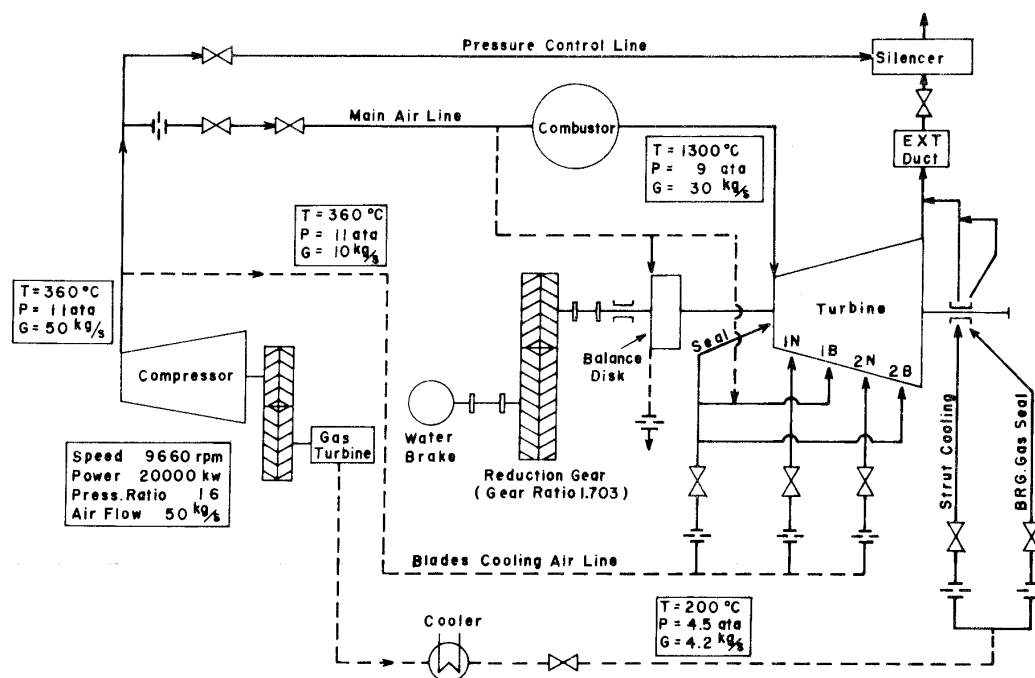 Pressure Control Line
Silencer
Main Air Line
Combustor
EXT
Duct
T = 1300 °C
P = 9 ata
G = 30 kg/s
T = 360 °C
P = 11 ata
G = 10 kg/s
T = 360 °C
P = 11 ata
G = 50 kg/s
Turbine
Seal
1N
1B
2N
2B
Balance
Disk
Compressor
Gas
Turbine
Water
Brake
Reduction Gear
( Gear Ratio 1.703 )
Speed 9660 rpm
Power 20000 kw
Press. Ratio 16
Air Flow 50 kg/s
Strut Cooling
BRG. Gas Seal
Blades Cooling Air Line
T = 200 °C
P = 4.5 ata
G = 4.2 kg/s
Cooler